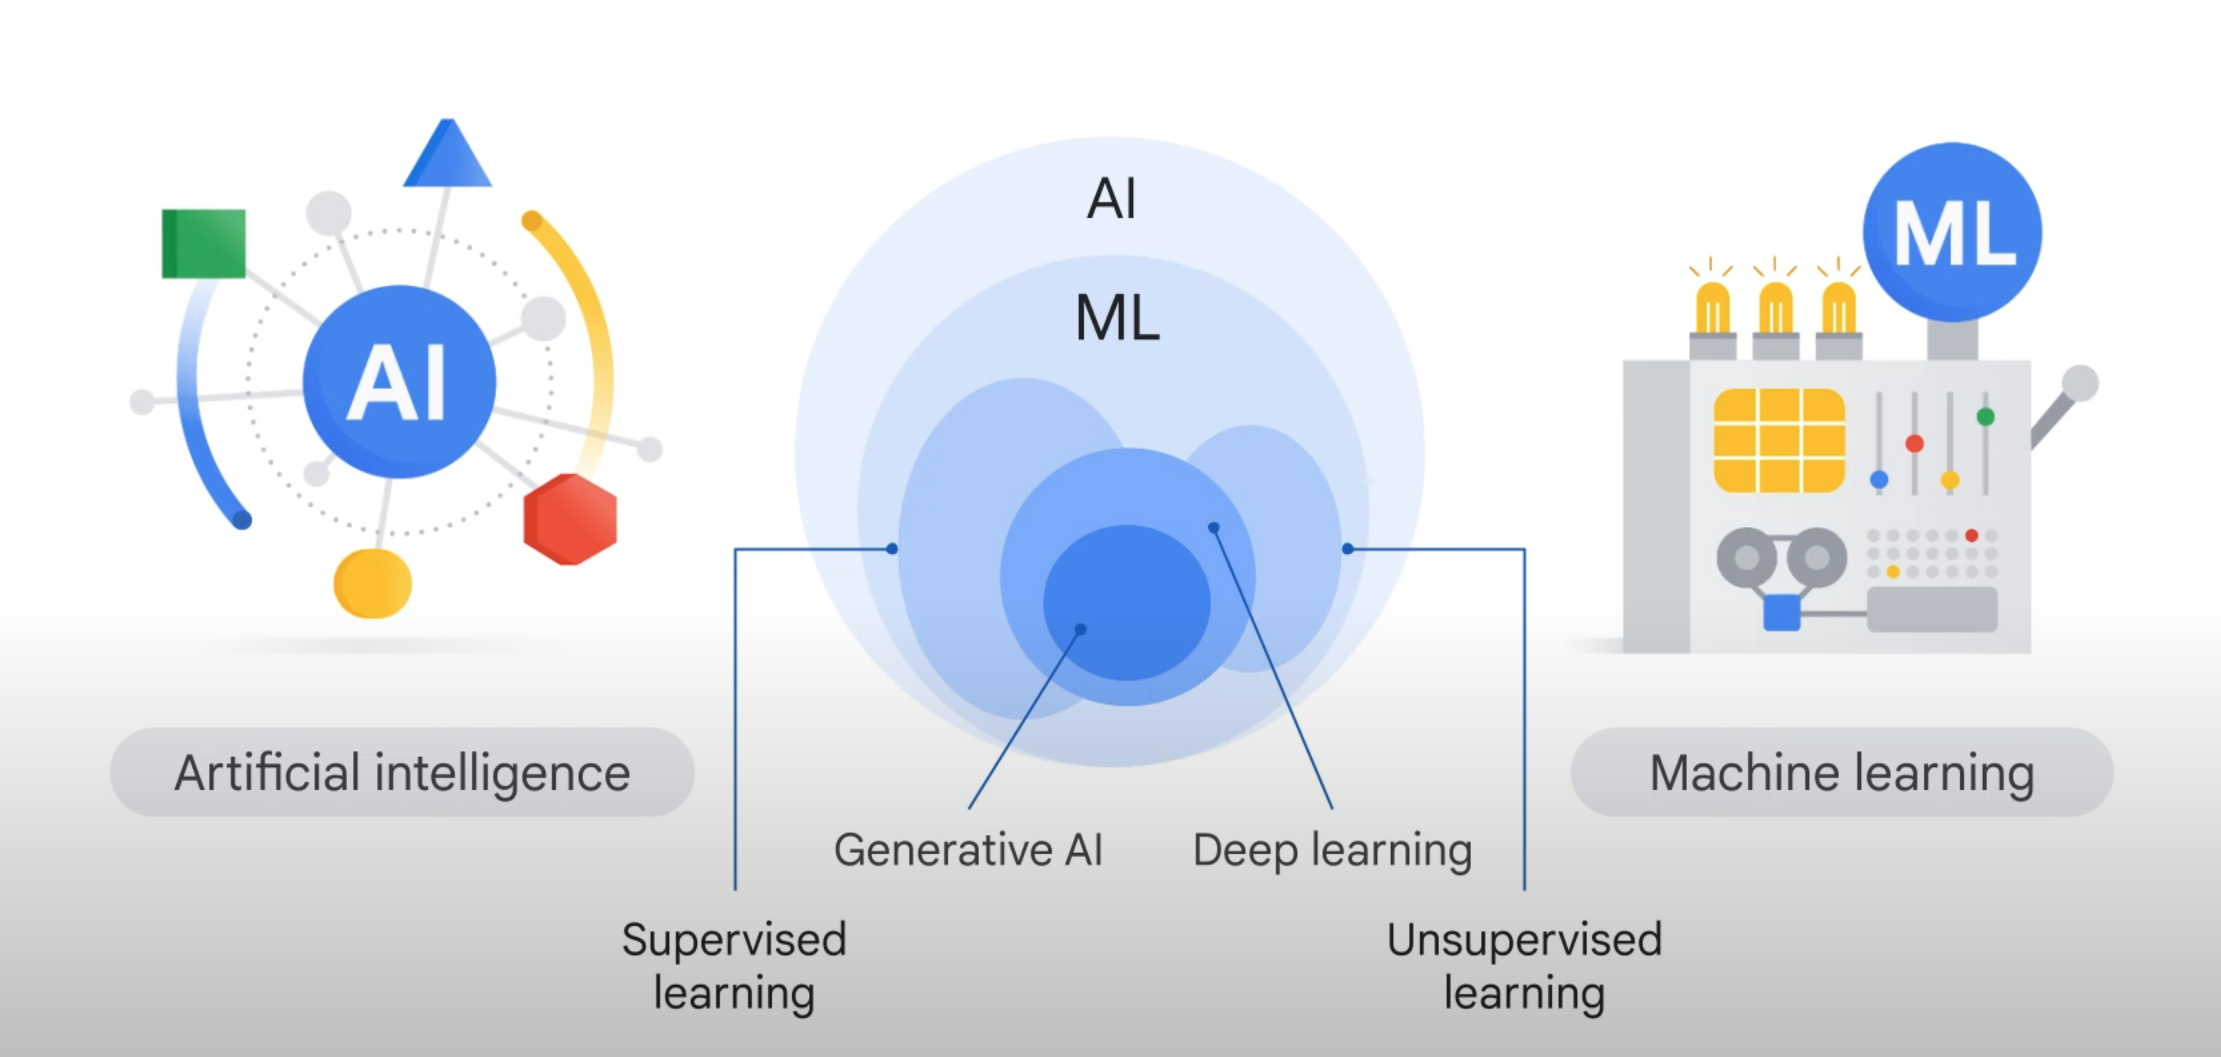 AI
ML
AI
ML
Artificial intelligence
Machine learning
Generative AI
Deep learning
Supervised
learning
Unsupervised
learning